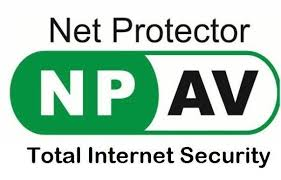 Net Protector
NP AV
Total Internet Security